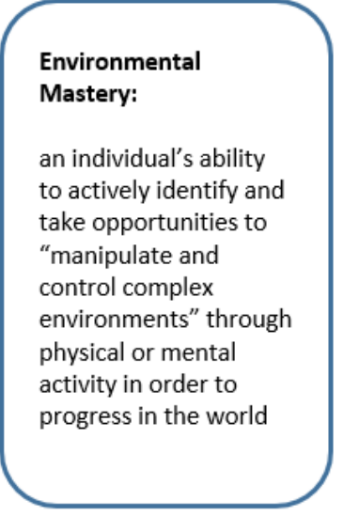 Environmental
Mastery:
an individual’s ability
to actively identify and
take opportunities to
“manipulate and
control complex
environments” through
physical or mental
activity in order to
progress in the world